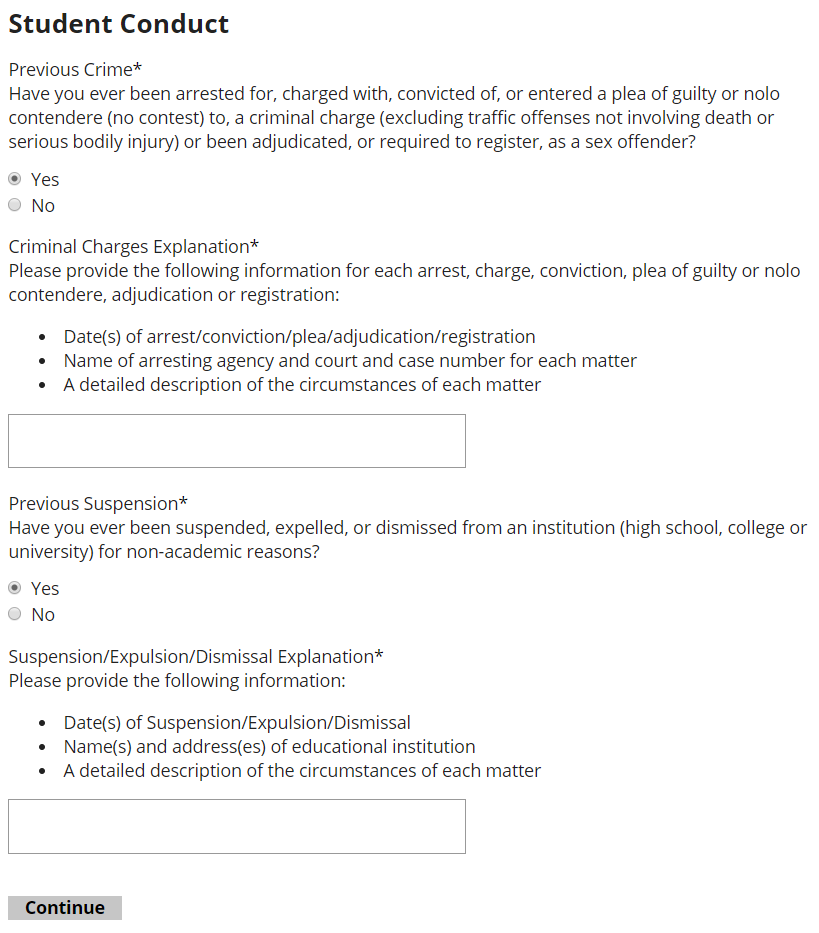 Student Conduct
Previous Crime*
Have you ever been arrested for, charged with, convicted of, or entered a plea of guilty or nolo
contendere (no contest) to, a criminal charge (excluding traffic offenses not involving death or
serious bodily injury) or been adjudicated, or required to register, as a sex offender?
Yes
No
Criminal Charges Explanation*
Please provide the following information for each arrest, charge, conviction, plea of guilty or nolo
contendere, adjudication or registration:
• Date(s) of arrest/conviction/plea/adjudication/registration
• Name of arresting agency and court and case number for each matter
• A detailed description of the circumstances of each matter
Previous Suspension*
Have you ever been suspended, expelled, or dismissed from an institution (high school, college or
university) for non-academic reasons?
Yes
No
Suspension/Expulsion/Dismissal Explanation*
Please provide the following information:
• Date(s) of Suspension/Expulsion/Dismissal
• Name(s) and address(es) of educational institution
• A detailed description of the circumstances of each matter
Continue